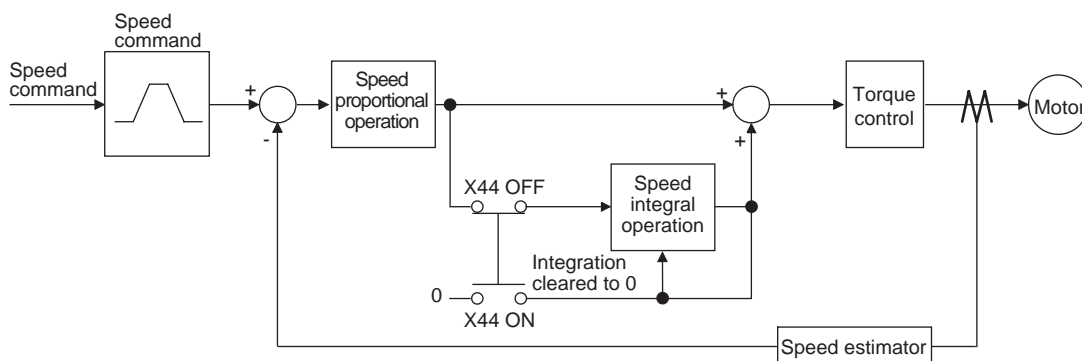 Speed
command
Speed
command
+
-
Speed
proportional
operation
+
+
Torque
control
Motor
X44 OFF
Speed
integral
operation
Integration
cleared to 0
0
X44 ON
Speed estimator